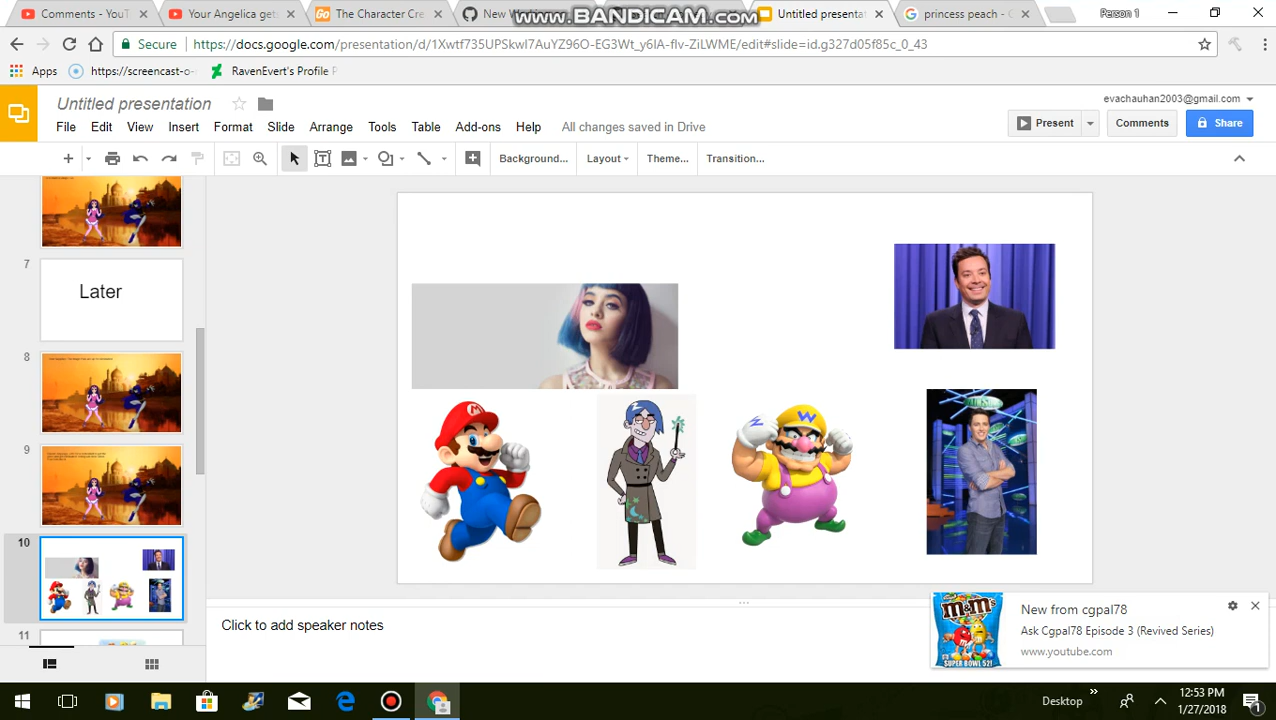 Comments - YouT
Your Angelica get
The Character Cre
New W
Untitled presentat
princess peach - G
Person 1
www.BANDICAM.com
Secure
https://docs.google.com/presentation/d/1Xwtf735UPSkwI7AuYZ96O-EG3Wt_y6IA-flv-ZiLWME/edit#slide=id.g327d05f85c_0_43
Apps
https://screencast-o-
RavenEvert's Profile P
Untitled presentation
evachauhan2003@gmail.com
File Edit View Insert Format Slide Arrange Tools Table Add-ons Help All changes saved in Drive
Present
Comments
Share
Background...
Layout
Theme...
Transition...
7
Later
8
9
10
11
M
Z
W
Z
Click to add speaker notes
m&m's
SUPER BOWL 52!
New from cgpal78
Ask Cgpal78 Episode 3 (Revived Series)
www.youtube.com
Desktop
12:53 PM
1/27/2018
1